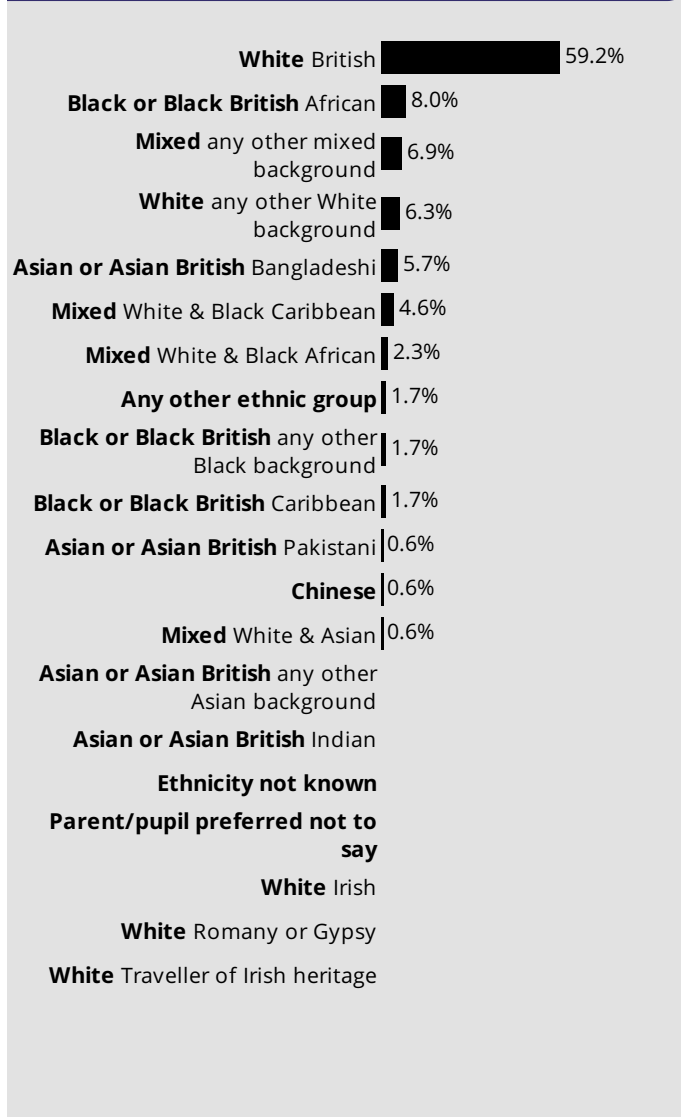 White British 59.2%
Black or Black British African 8.0%
Mixed any other mixed
background 6.9%
White any other White
background 6.3%
Asian or Asian British Bangladeshi 5.7%
Mixed White & Black Caribbean 4.6%
Mixed White & Black African 2.3%
Any other ethnic group 1.7%
Black or Black British any other
Black background 1.7%
Black or Black British Caribbean 1.7%
Asian or Asian British Pakistani 0.6%
Chinese 0.6%
Mixed White & Asian 0.6%
Asian or Asian British any other
Asian background
Asian or Asian British Indian
Ethnicity not known
Parent/pupil preferred not to
say
White Irish
White Romany or Gypsy
White Traveller of Irish heritage